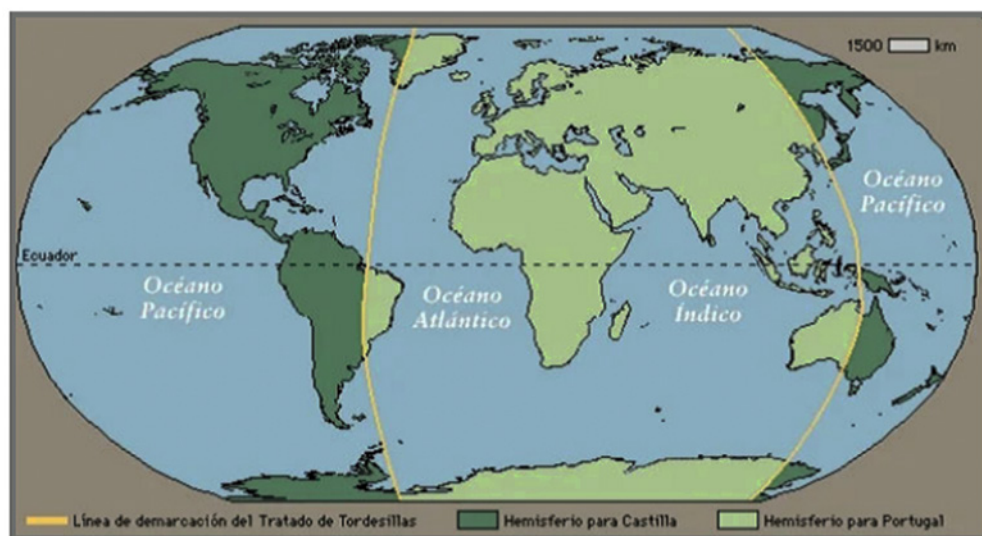 1500 km
Océano
Pacífico
Ecuador
Océano
Pacífico
Océano
Atlántico
Océano
Índico
Línea de demarcación del Tratado de Tordesillas
Hemisferio para Castilla
Hemisferio para Portugal